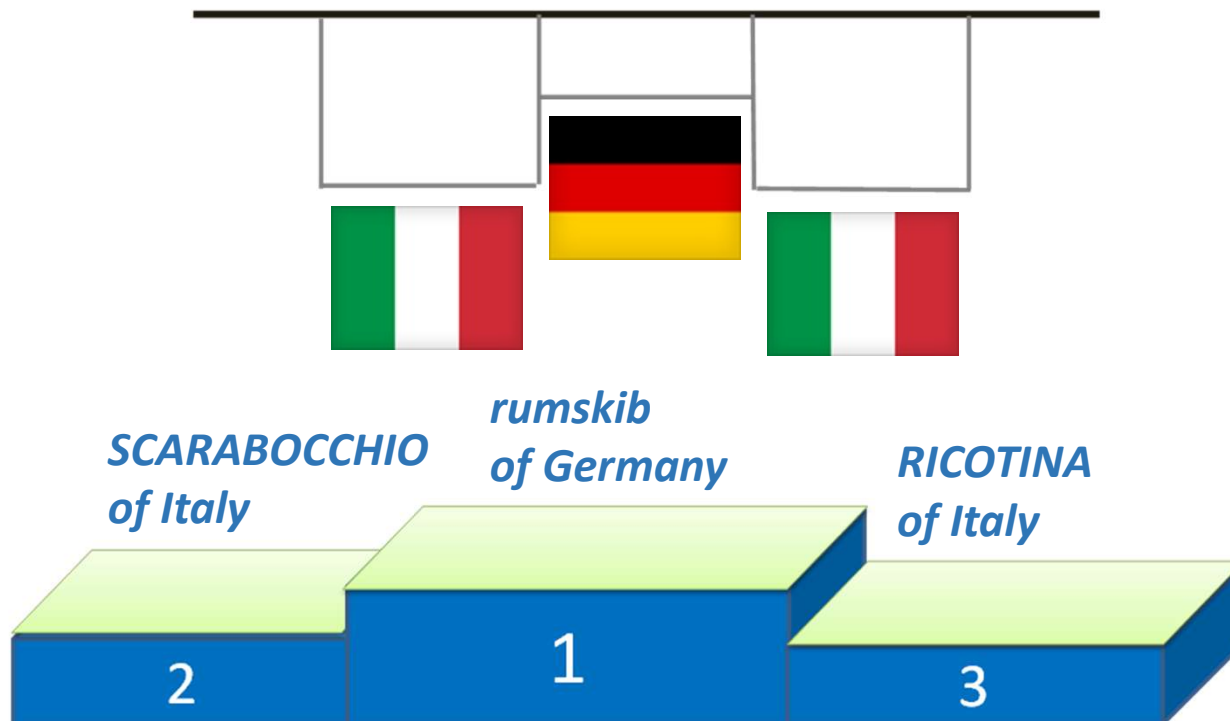 rumskib
of Germany
SCARABOCCHIO
of Italy
RICOTINA
of Italy
2
1
3